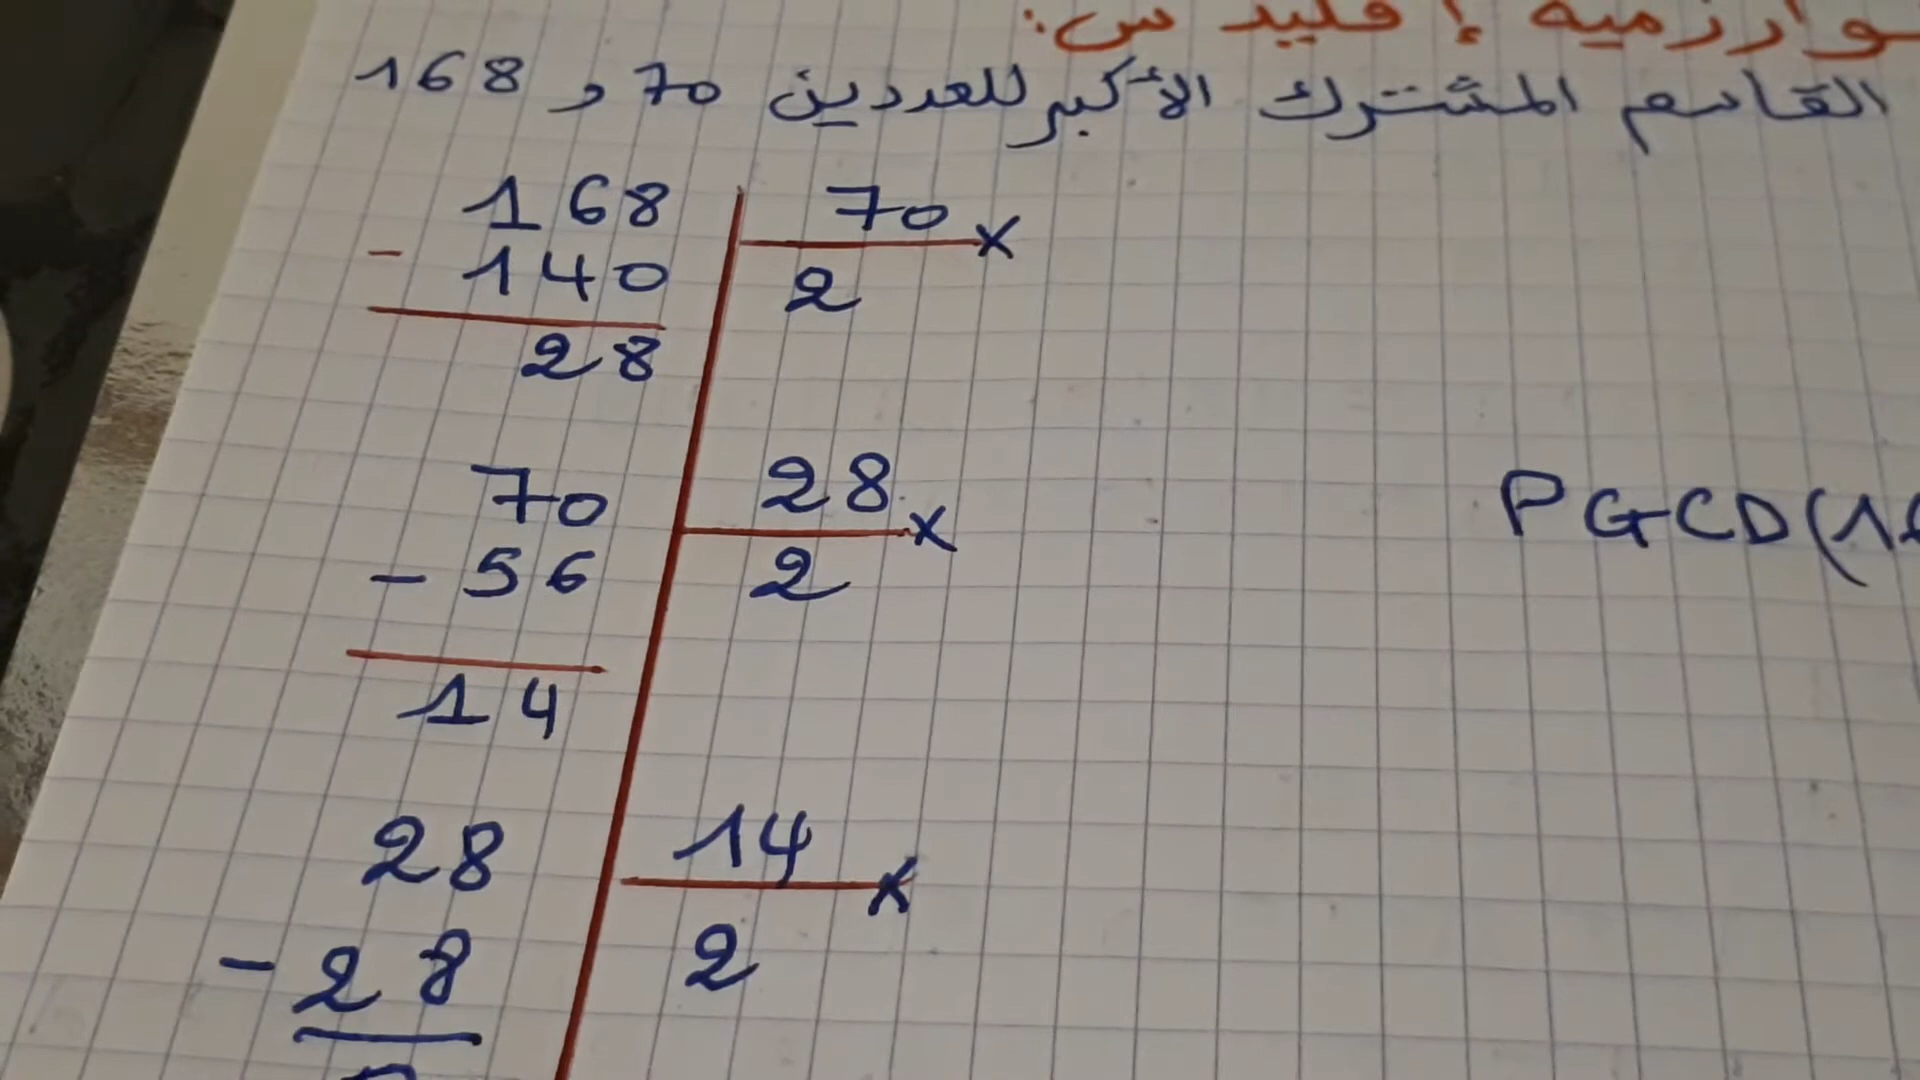 إقليدس:
القاسم المشترك الأكبر للعددين 70 و 168
168 70 x
- 140 2
28
70 28 x
- 56 2
14
PGCD(1
28 14 x
- 28 2